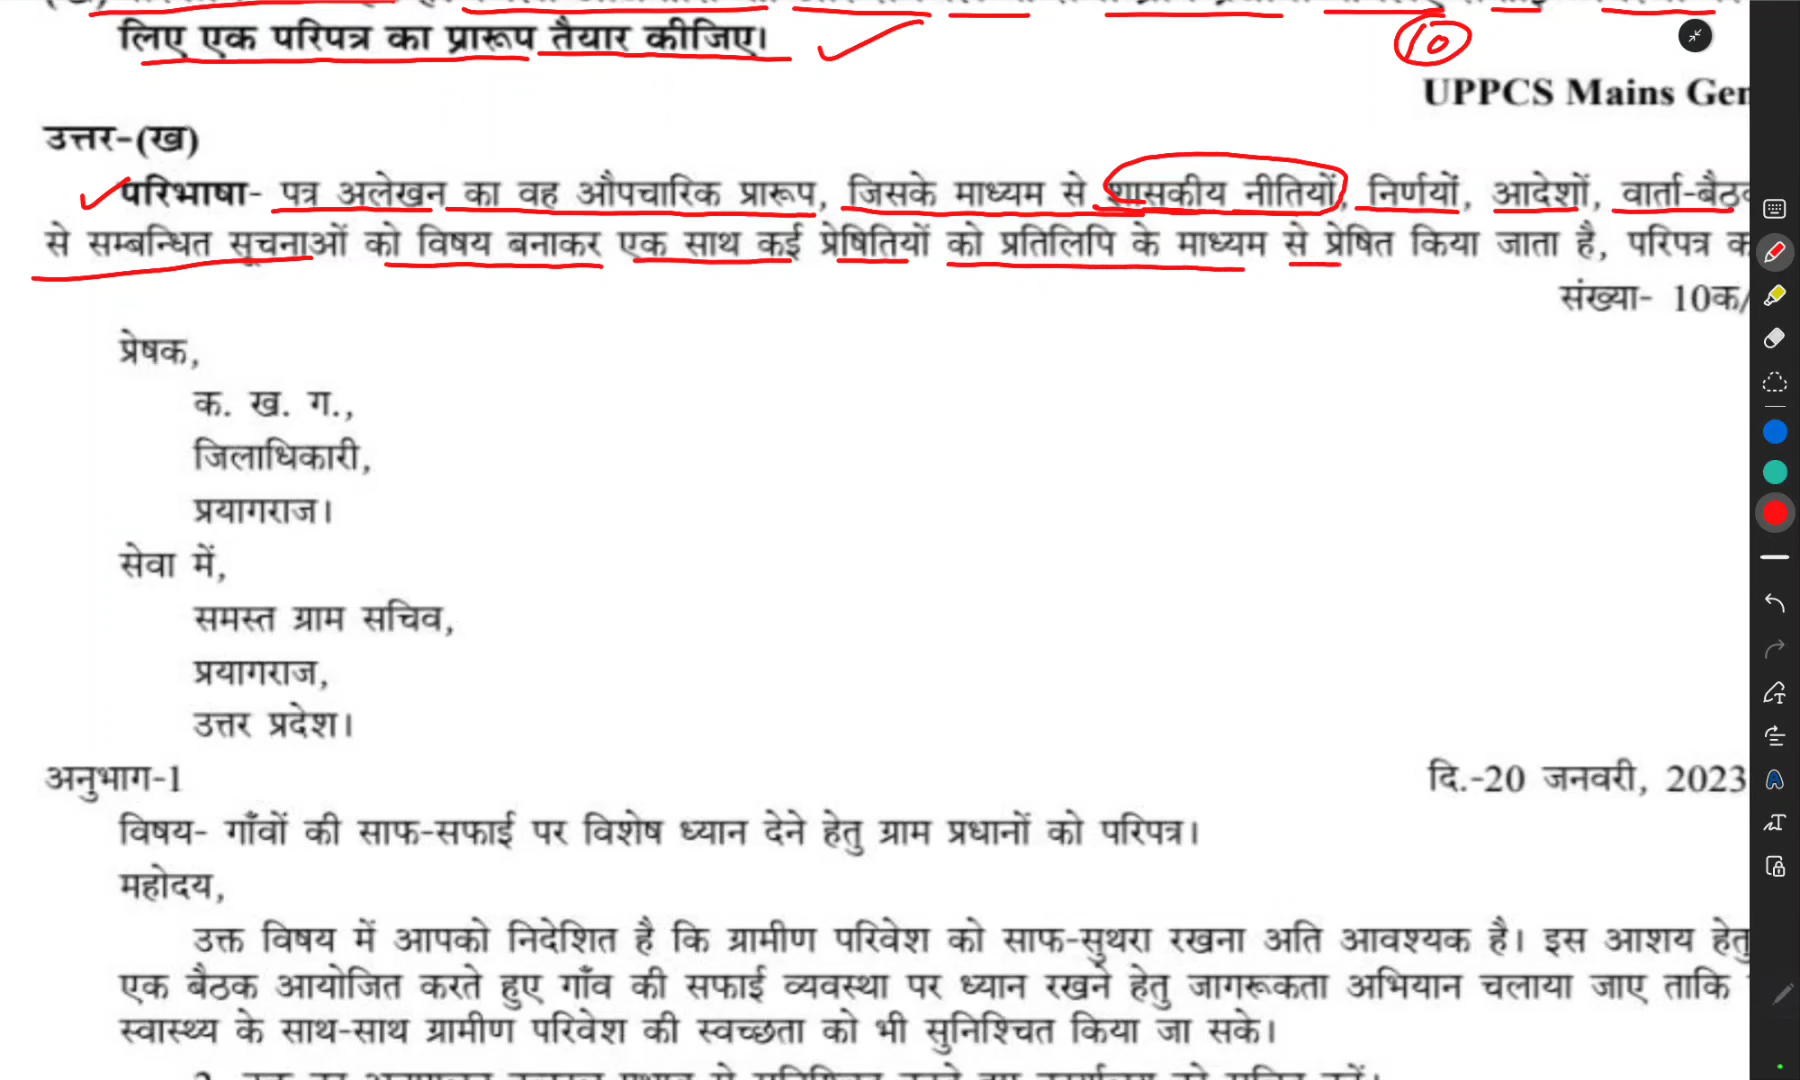 लिए एक परिपत्र का प्रारूप तैयार कीजिए।
10
UPPCS Mains Gen
उत्तर-(ख)
परिभाषा- पत्र अलेखन का वह औपचारिक प्रारूप, जिसके माध्यम से शासकीय नीतियों, निर्णयों, आदेशों, वार्ता-बैठक
से सम्बन्धित सूचनाओं को विषय बनाकर एक साथ कई प्रेषितियों को प्रतिलिपि के माध्यम से प्रेषित किया जाता है, परिपत्र
संख्या- 10क/
प्रेषक,
क. ख. ग.,
जिलाधिकारी,
प्रयागराज।
सेवा में,
समस्त ग्राम सचिव,
प्रयागराज,
उत्तर प्रदेश।
अनुभाग-1
दि.-20 जनवरी, 2023
विषय- गाँवों की साफ-सफाई पर विशेष ध्यान देने हेतु ग्राम प्रधानों को परिपत्र।
महोदय,
उक्त विषय में आपको निदेशित है कि ग्रामीण परिवेश को साफ-सुथरा रखना अति आवश्यक है। इस आशय हेतु
एक बैठक आयोजित करते हुए गाँव की सफाई व्यवस्था पर ध्यान रखने हेतु जागरूकता अभियान चलाया जाए ताकि
स्वास्थ्य के साथ-साथ ग्रामीण परिवेश की स्वच्छता को भी सुनिश्चित किया जा सके।